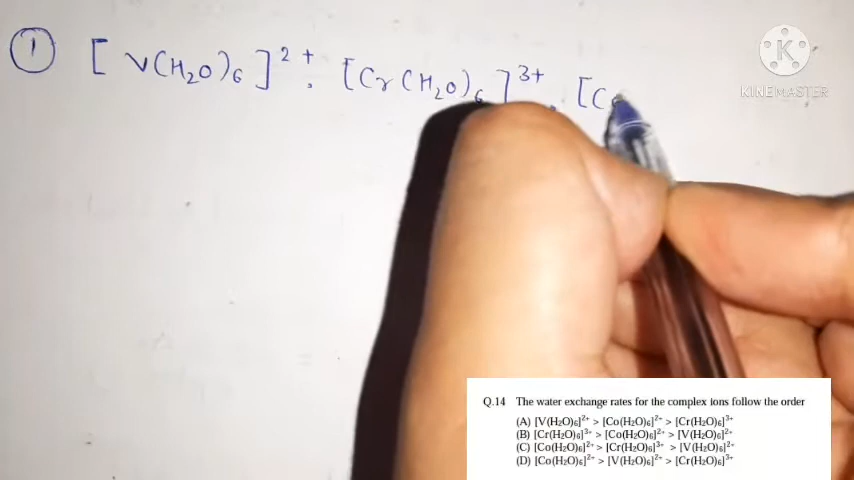 ① [V(H₂O)₆]²⁺, [Cr(H₂O)₆]³⁺, [C
K
KINEMASTER
Q.14 The water exchange rates for the complex ions follow the order
(A) [V(H₂O)₆]²⁺ > [Co(H₂O)₆]²⁺ > [Cr(H₂O)₆]³⁺
(B) [Cr(H₂O)₆]³⁺ > [Co(H₂O)₆]²⁺ > [V(H₂O)₆]²⁺
(C) [Co(H₂O)₆]²⁺ > [Cr(H₂O)₆]³⁺ > [V(H₂O)₆]²⁺
(D) [Co(H₂O)₆]²⁺ > [V(H₂O)₆]²⁺ > [Cr(H₂O)₆]³⁺